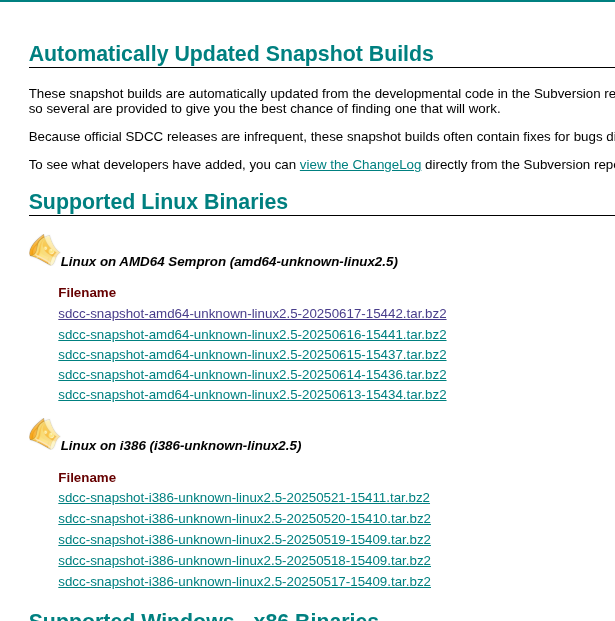 Automatically Updated Snapshot Builds
These snapshot builds are automatically updated from the developmental code in the Subversion
so several are provided to give you the best chance of finding one that will work.
Because official SDCC releases are infrequent, these snapshot builds often contain fixes for bugs
To see what developers have added, you can view the ChangeLog directly from the Subversion
Supported Linux Binaries
Linux on AMD64 Sempron (amd64-unknown-linux2.5)
Filename
sdcc-snapshot-amd64-unknown-linux2.5-20250617-15442.tar.bz2
sdcc-snapshot-amd64-unknown-linux2.5-20250616-15441.tar.bz2
sdcc-snapshot-amd64-unknown-linux2.5-20250615-15437.tar.bz2
sdcc-snapshot-amd64-unknown-linux2.5-20250614-15436.tar.bz2
sdcc-snapshot-amd64-unknown-linux2.5-20250613-15434.tar.bz2
Linux on i386 (i386-unknown-linux2.5)
Filename
sdcc-snapshot-i386-unknown-linux2.5-20250521-15411.tar.bz2
sdcc-snapshot-i386-unknown-linux2.5-20250520-15410.tar.bz2
sdcc-snapshot-i386-unknown-linux2.5-20250519-15409.tar.bz2
sdcc-snapshot-i386-unknown-linux2.5-20250518-15409.tar.bz2
sdcc-snapshot-i386-unknown-linux2.5-20250517-15409.tar.bz2
Supported Windows - x86 Binaries